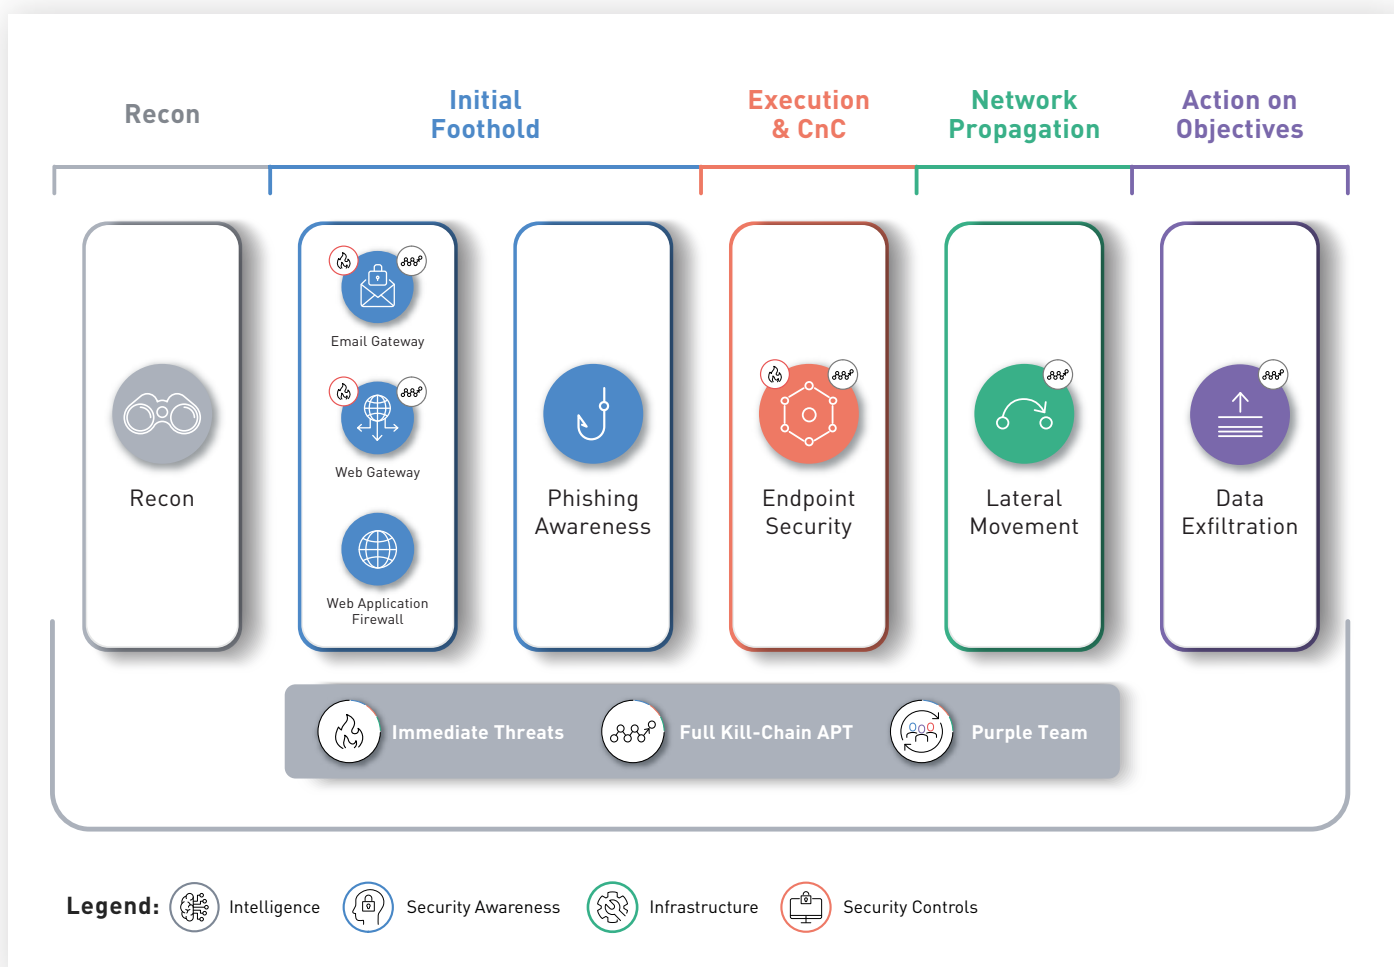 Recon
Initial
Foothold
Execution
& CnC
Network
Propagation
Action on
Objectives
Email Gateway
Web Gateway
Web Application
Firewall
Recon
Phishing
Awareness
Endpoint
Security
Lateral
Movement
Data
Exfiltration
Immediate Threats
Full Kill-Chain APT
Purple Team
Legend:
Intelligence
Security Awareness
Infrastructure
Security Controls